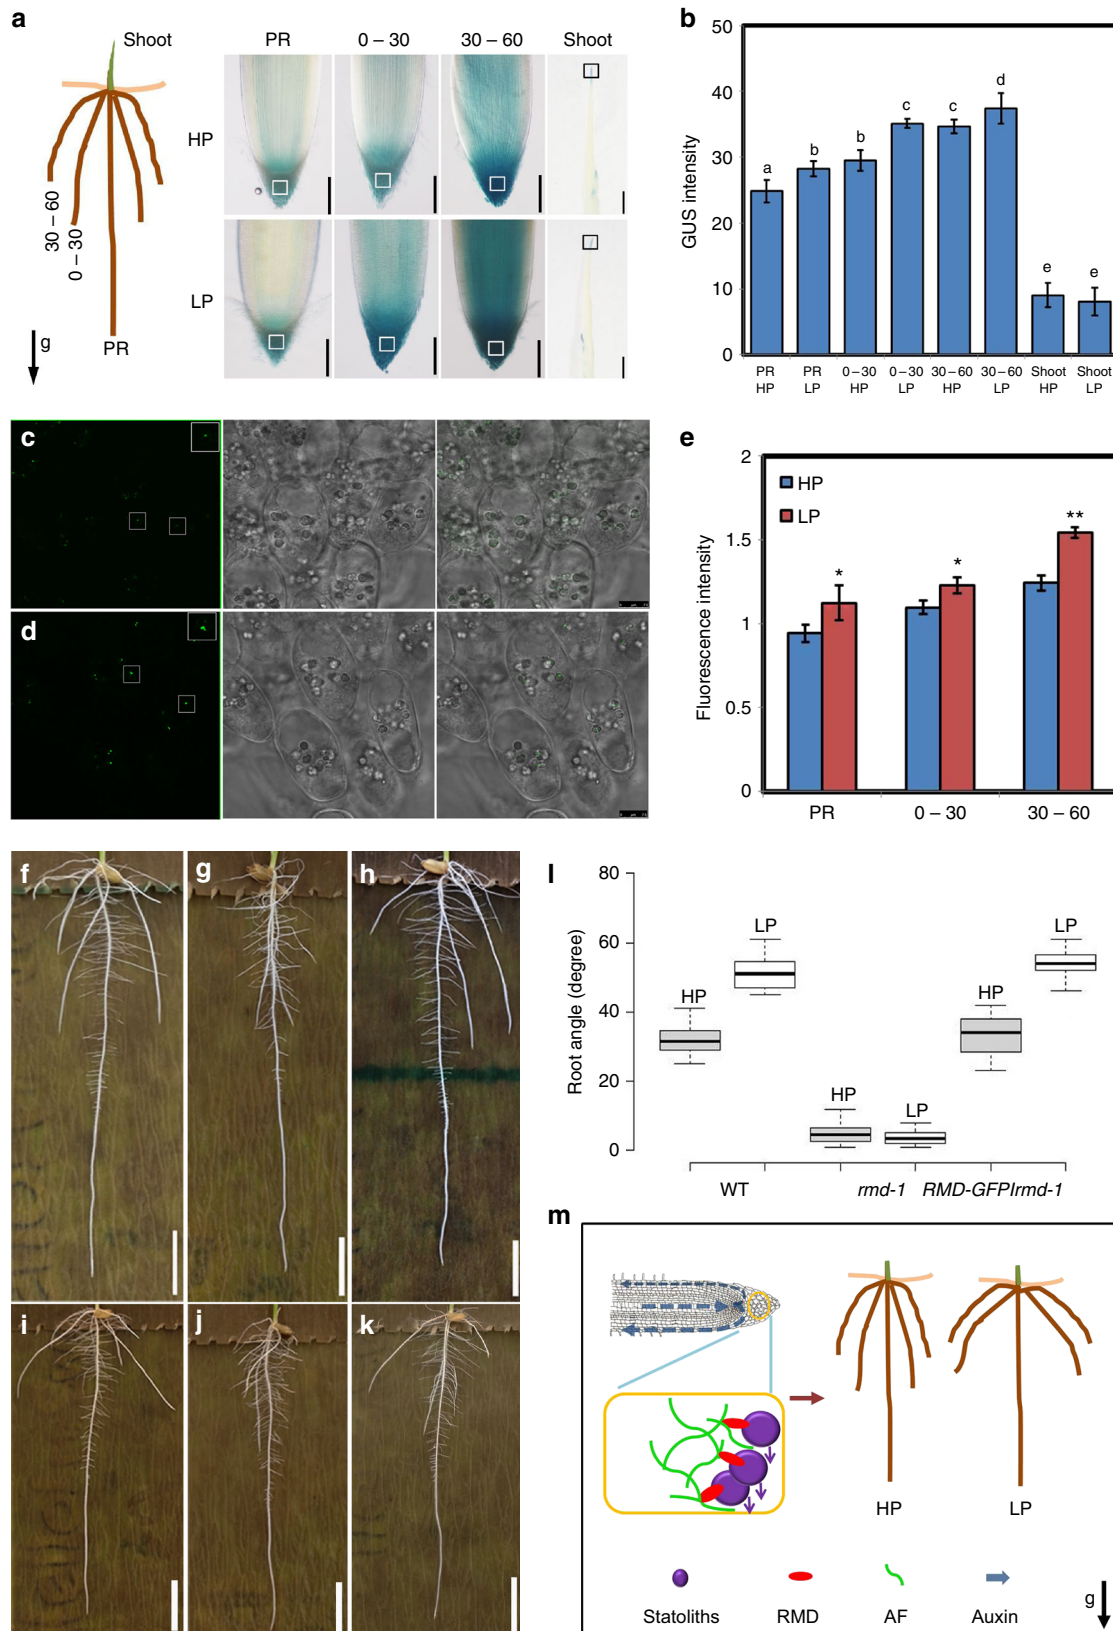 a
Shoot
PR
0 – 30
30 – 60
Shoot
HP
LP
30 – 60
0 – 30
PR
g
b
GUS intensity
50
40
30
20
10
0
a
b
b
c
c
d
e
e
PR HP
PR LP
0 – 30 HP
0 – 30 LP
30 – 60 HP
30 – 60 LP
Shoot HP
Shoot LP
c
d
e
Fluorescence intensity
2
1.5
1
0.5
0
HP
LP
*
*
**
PR
0 – 30
30 – 60
f
g
h
i
j
k
l
Root angle (degree)
80
60
40
20
0
HP
LP
HP
LP
HP
LP
WT
rmd-1
RMD-GFP/rmd-1
m
HP
LP
Statoliths
RMD
AF
Auxin
g